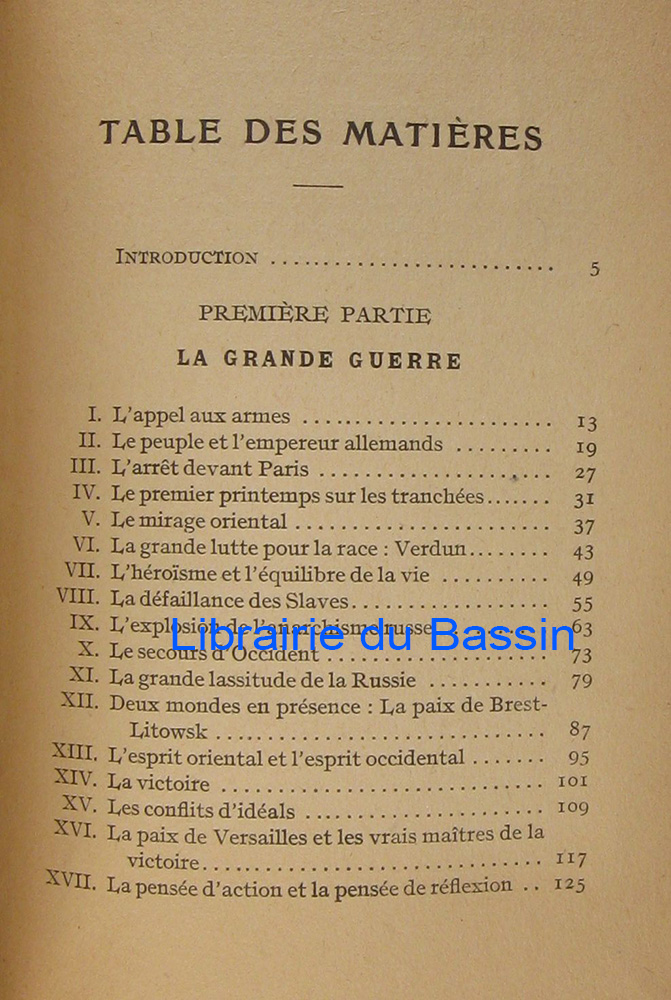 TABLE DES MATIÈRES
INTRODUCTION .......................... 5
PREMIÈRE PARTIE
LA GRANDE GUERRE
I. L'appel aux armes ........................ 13
II. Le peuple et l'empereur allemands ......... 19
III. L'arrêt devant Paris ...................... 27
IV. Le premier printemps sur les tranchées....... 31
V. Le mirage oriental ......................... 37
VI. La grande lutte pour la race : Verdun........ 43
VII. L'héroïsme et l'équilibre de la vie .......... 49
VIII. La défaillance des Slaves................... 55
IX. L'explosion de l'anarchisme russe .......... 63
Librairie du Bassin
X. Le secours d'Occident ..................... 73
XI. La grande lassitude de la Russie ........... 79
XII. Deux mondes en présence : La paix de Brest-
Litowsk ............................... 87
XIII. L'esprit oriental et l'esprit occidental ....... 95
XIV. La victoire ............................... 101
XV. Les conflits d'idéals ....................... 109
XVI. La paix de Versailles et les vrais maîtres de la
victoire................................. 117
XVII. La pensée d'action et la pensée de réflexion .. 125